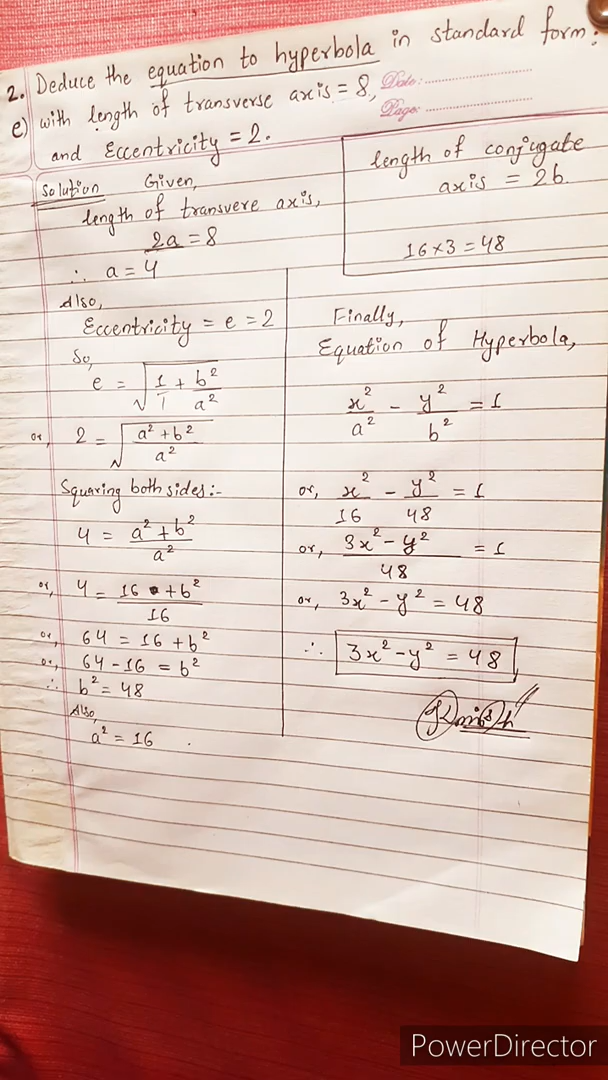 2. Deduce the equation to hyperbola in standard form:
e) with length of transverse axis = 8,
and Eccentricity = 2.
Date:
Page:
Solution Given,
length of transvere axis,
2a = 8
∴ a = 4
length of conjugate
axis = 2b.
16 × 3 = 48
Also,
Eccentricity = e = 2
So,
e = √(1/1 + b²/a²)
or, 2 = √((a² + b²)/a²)
Squaring both sides:-
4 = (a² + b²)/a²
or, 4 = (16 + b²)/16
or, 64 = 16 + b²
or, 64 - 16 = b²
∴ b² = 48
Also,
a² = 16
Finally,
Equation of Hyperbola,
x²/a² - y²/b² = 1
or, x²/16 - y²/48 = 1
or, (3x² - y²)/48 = 1
or, 3x² - y² = 48
∴ 3x² - y² = 48
PowerDirector